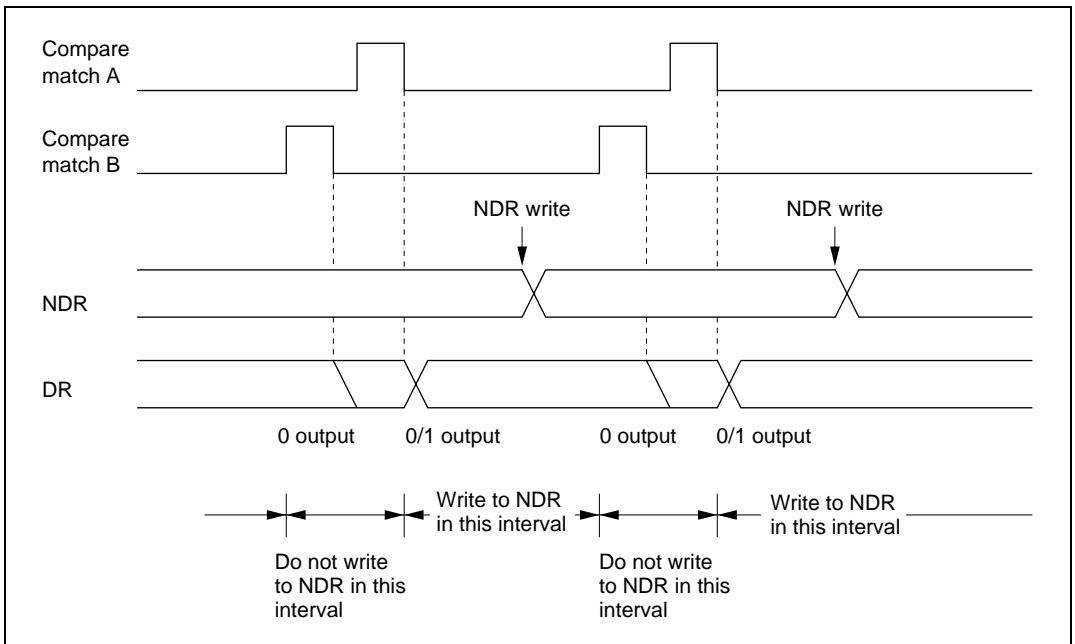 Compare
match A
Compare
match B
NDR write
NDR write
NDR
DR
0 output
0/1 output
0 output
0/1 output
Write to NDR
in this interval
Write to NDR
in this interval
Do not write
to NDR in this
interval
Do not write
to NDR in this
interval